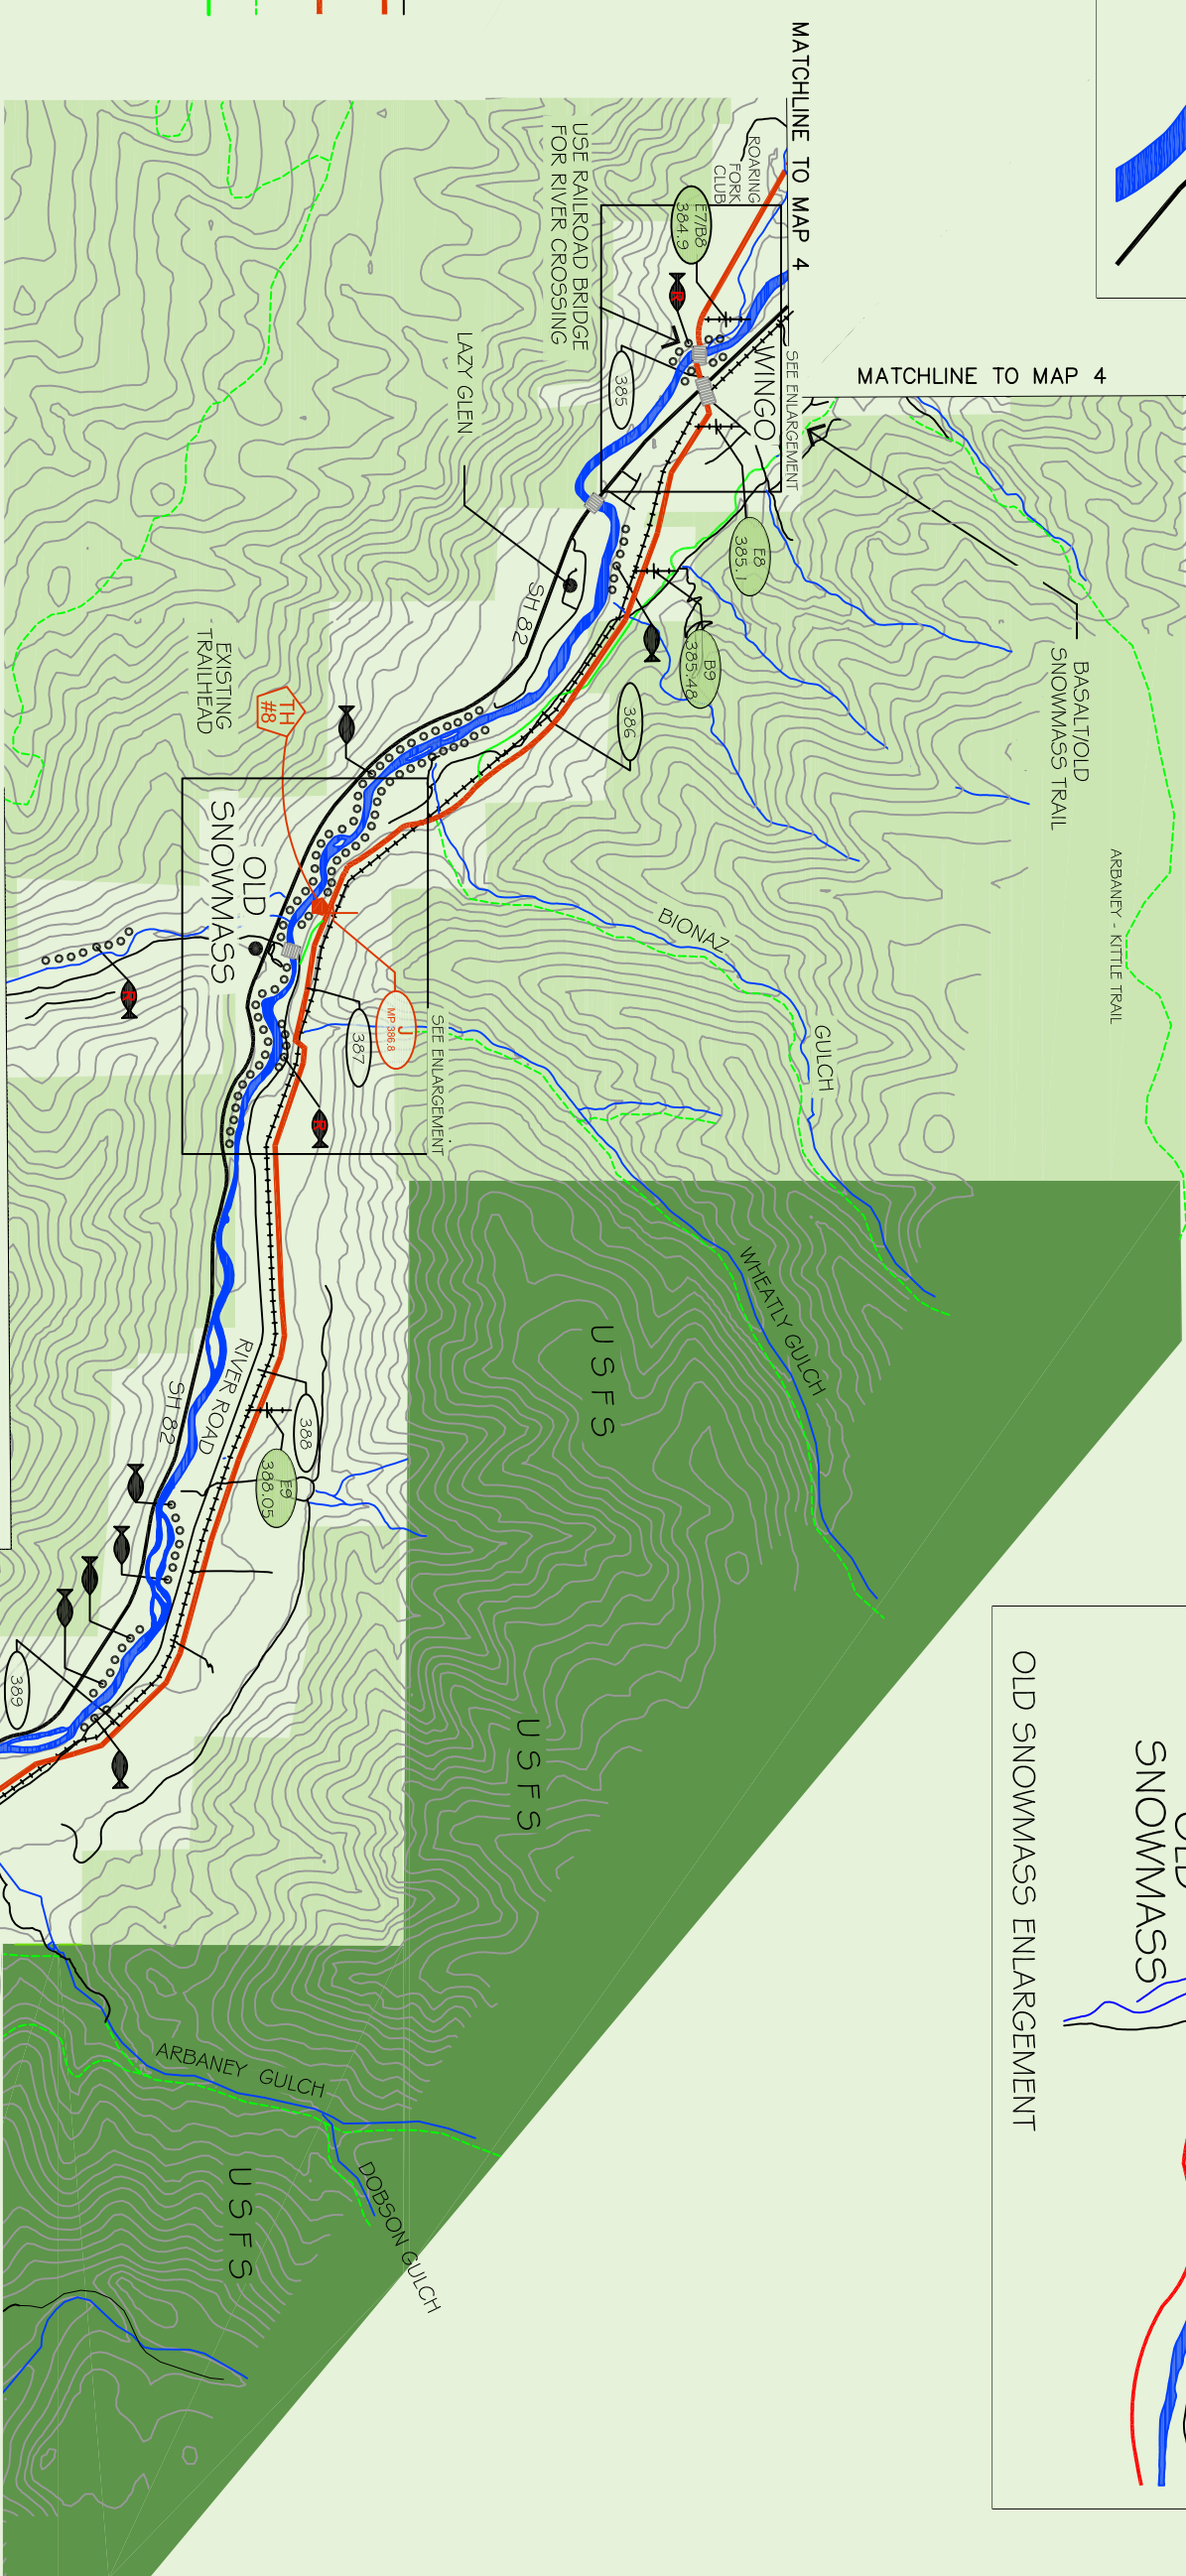 MATCHLINE TO MAP 4
MATCHLINE TO MAP 4
ROARING
FORK
CLUB
USE RAILROAD BRIDGE
FOR RIVER CROSSING
E7/B8
384.9
R
385
WINGO
SEE ENLARGEMENT
LAZY GLEN
E8
385.1
SH 82
B9
385.48
386
BASALT/OLD
SNOWMASS TRAIL
ARBANEY - KITTLE TRAIL
EXISTING
TRAILHEAD
TH
#8
OLD
SNOWMASS
R
BIONAZ
GULCH
J
MP 386.8
387
SEE ENLARGEMENT
R
WHEATLY GULCH
USFS
RIVER ROAD
SH 82
388
E9
388.05
389
USFS
OLD SNOWMASS ENLARGEMENT
OLD
SNOWMASS
ARBANEY GULCH
DOBSON GULCH
USFS